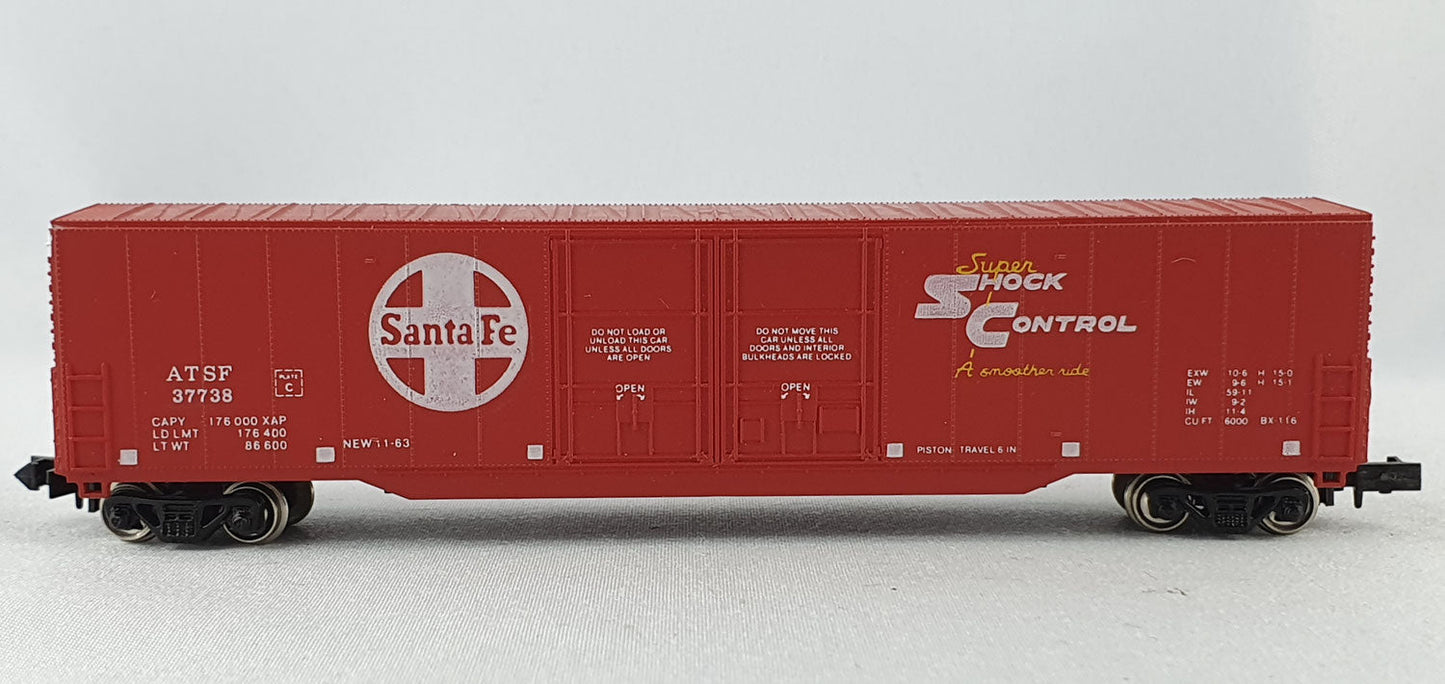 ATSF
37738
PLATE
C
CAPY 176 000 XAP
LD LMT 176 400
LT WT 86 600
NEW 11-63
Santa Fe
DO NOT LOAD OR
UNLOAD THIS CAR
UNLESS ALL DOORS
ARE OPEN
OPEN
DO NOT MOVE THIS
CAR UNLESS ALL
DOORS AND INTERIOR
BULKHEADS ARE LOCKED
OPEN
Super
SHOCK
CONTROL
A smoother ride
PISTON TRAVEL 6 IN
EXW 10-6 H 15-0
EW 9-6 H 15-1
IL 59-11
IW 9-2
IH 11-4
CU FT 6000 BX-116